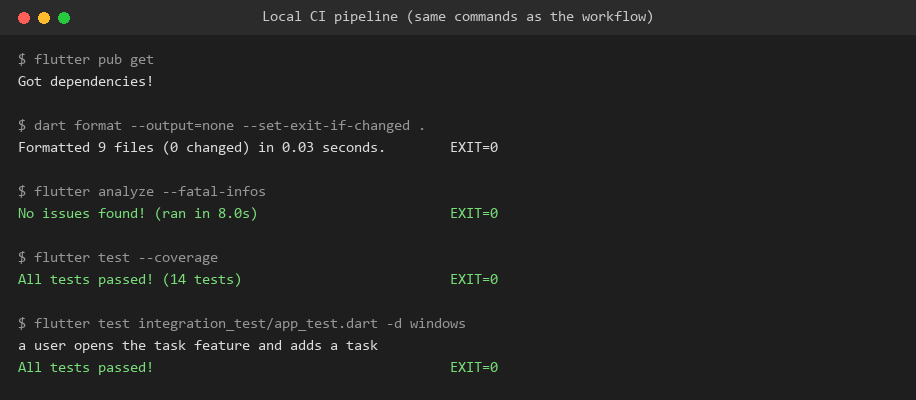 Local CI pipeline (same commands as the workflow)
$ flutter pub get
Got dependencies!
$ dart format --output=none --set-exit-if-changed .
Formatted 9 files (0 changed) in 0.03 seconds. EXIT=0
$ flutter analyze --fatal-infos
No issues found! (ran in 8.0s) EXIT=0
$ flutter test --coverage
All tests passed! (14 tests) EXIT=0
$ flutter test integration_test/app_test.dart -d windows
a user opens the task feature and adds a task
All tests passed! EXIT=0